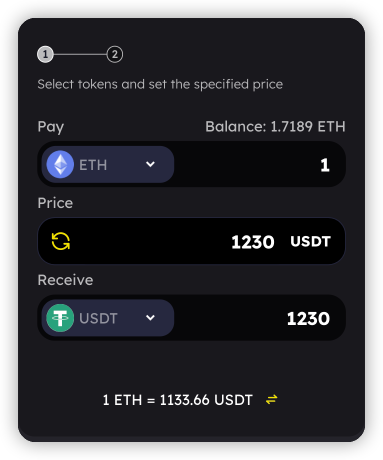 1 2
Select tokens and set the specified price
Pay Balance: 1.7189 ETH
ETH 1
Price
1230 USDT
Receive
USDT 1230
1 ETH = 1133.66 USDT